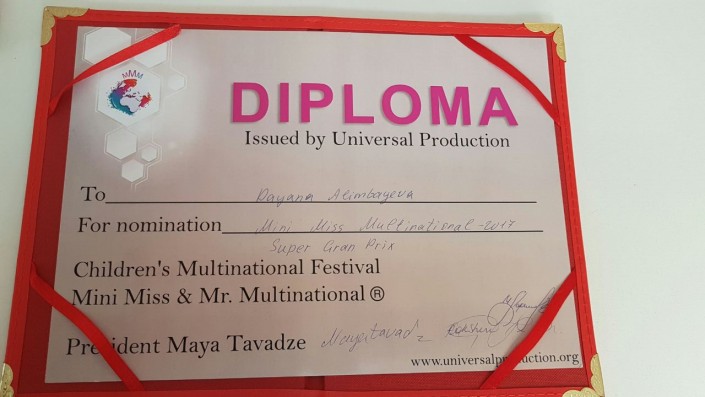 MMM
DIPLOMA
Issued by Universal Production
To Dayana Alimbayeva
For nomination Mini Miss Multinational-2017
Super Gran Prix
Children's Multinational Festival
Mini Miss & Mr. Multinational ®
President Maya Tavadze
www.universalproduction.org